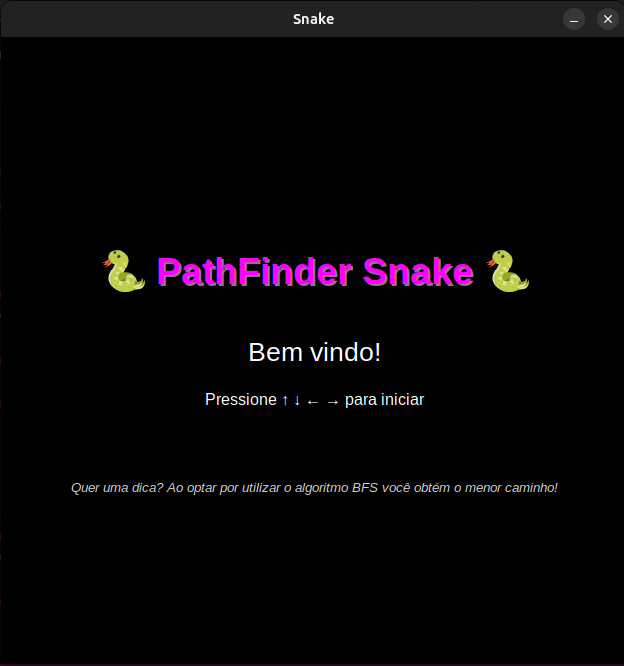 Snake
🐍 PathFinder Snake 🐍
Bem vindo!
Pressione ↑ ↓ ← → para iniciar
Quer uma dica? Ao optar por utilizar o algoritmo BFS você obtém o menor caminho!